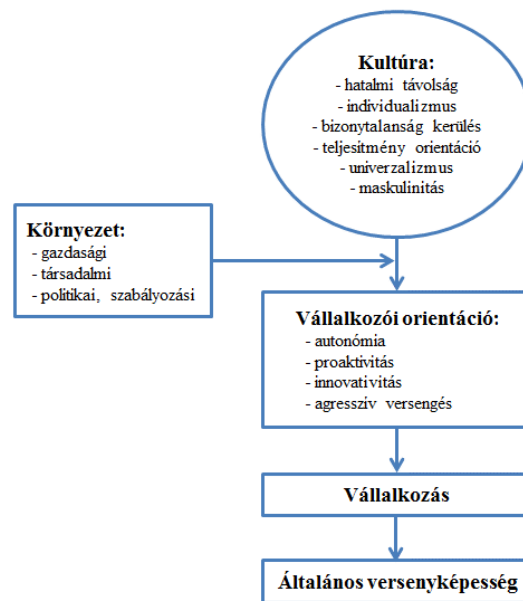 Kultúra:
- hatalmi távolság
- individualizmus
- bizonytalanság kerülés
- teljesítmény orientáció
- univerzalizmus
- maskulinitás
Környezet:
- gazdasági
- társadalmi
- politikai, szabályozási
Vállalkozói orientáció:
- autonómia
- proaktivitás
- innovativitás
- agresszív versengés
Vállalkozás
Általános versenyképesség